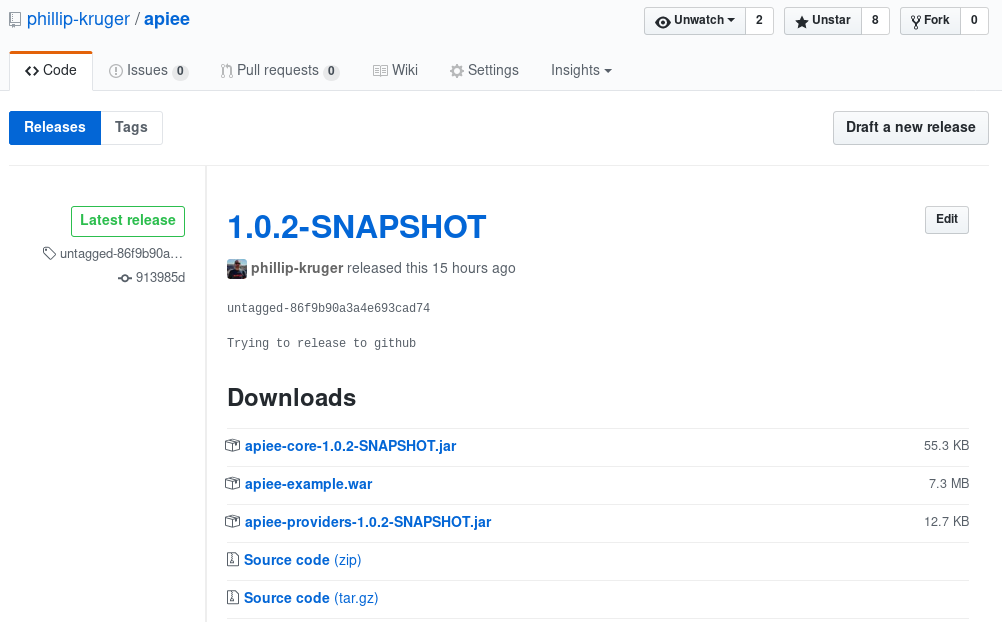 phillip-kruger / apiee
Unwatch 2 Unstar 8 Fork 0
Code Issues 0 Pull requests 0 Wiki Settings Insights
Releases Tags Draft a new release
Latest release
untagged-86f9b90a…
913985d
1.0.2-SNAPSHOT Edit
phillip-kruger released this 15 hours ago
untagged-86f9b90a3a4e693cad74
Trying to release to github
Downloads
apiee-core-1.0.2-SNAPSHOT.jar 55.3 KB
apiee-example.war 7.3 MB
apiee-providers-1.0.2-SNAPSHOT.jar 12.7 KB
Source code (zip)
Source code (tar.gz)